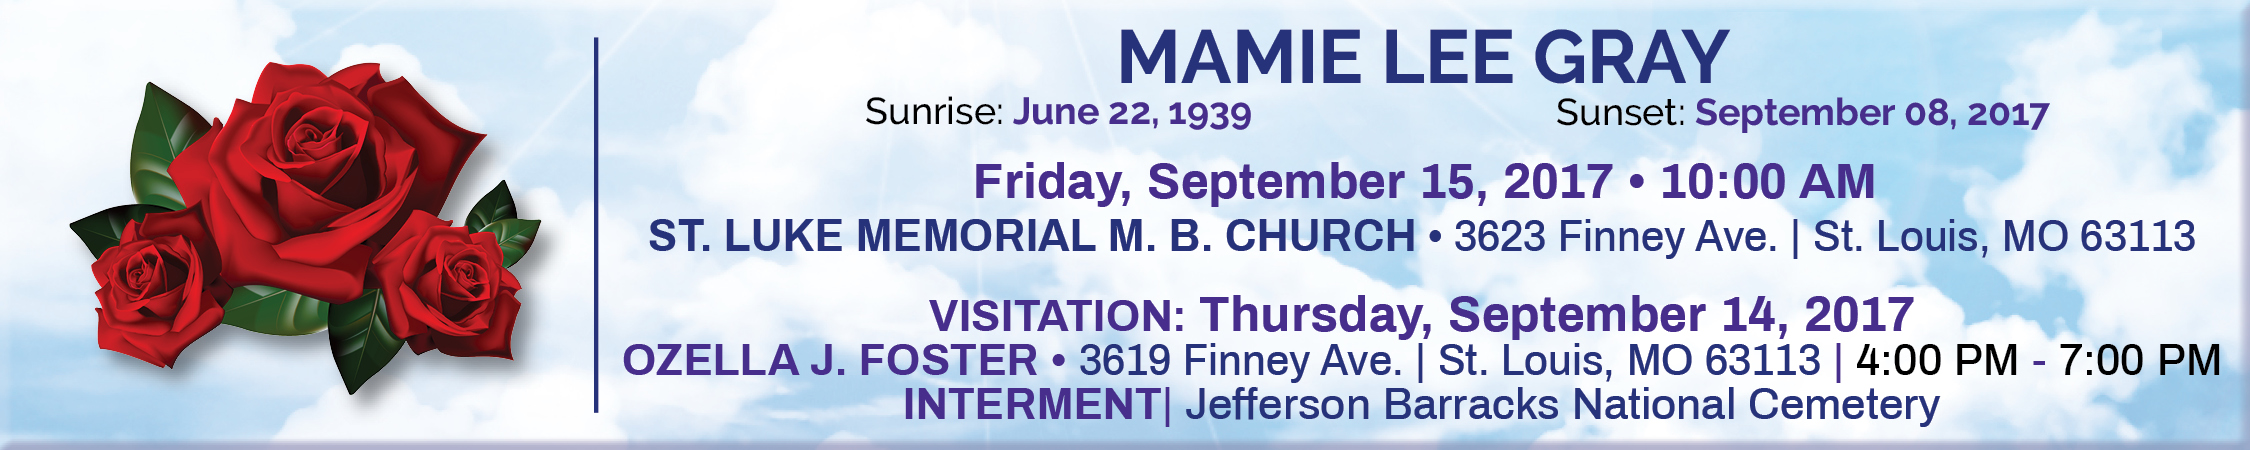 MAMIE LEE GRAY
Sunrise: June 22, 1939 Sunset: September 08, 2017
Friday, September 15, 2017 • 10:00 AM
ST. LUKE MEMORIAL M. B. CHURCH • 3623 Finney Ave. | St. Louis, MO 63113
VISITATION: Thursday, September 14, 2017
OZELLA J. FOSTER • 3619 Finney Ave. | St. Louis, MO 63113 | 4:00 PM - 7:00 PM
INTERMENT| Jefferson Barracks National Cemetery